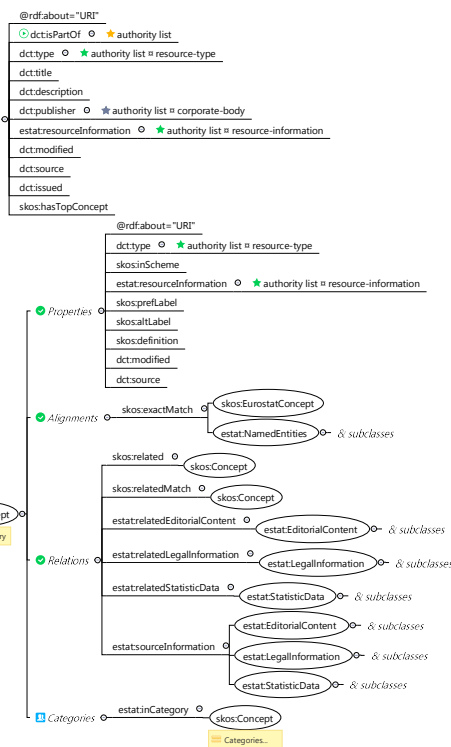 @rdf:about="URI"
dct:isPartOf authority list
dct:type authority list ¤ resource-type
dct:title
dct:description
dct:publisher authority list ¤ corporate-body
estat:resourceInformation authority list ¤ resource-information
dct:modified
dct:source
dct:issued
skos:hasTopConcept
@rdf:about="URI"
dct:type authority list ¤ resource-type
skos:inScheme
estat:resourceInformation authority list ¤ resource-information
skos:prefLabel
Properties
skos:altLabel
skos:definition
dct:modified
dct:source
Alignments
skos:exactMatch
skos:EurostatConcept
estat:NamedEntities & subclasses
skos:related
skos:Concept
skos:relatedMatch
skos:Concept
estat:relatedEditorialContent
estat:EditorialContent & subclasses
Relations
estat:relatedLegalInformation
estat:LegalInformation & subclasses
estat:relatedStatisticData
estat:StatisticData & subclasses
estat:sourceInformation
estat:EditorialContent & subclasses
estat:LegalInformation & subclasses
estat:StatisticData & subclasses
Categories
estat:inCategory
skos:Concept
Categories...